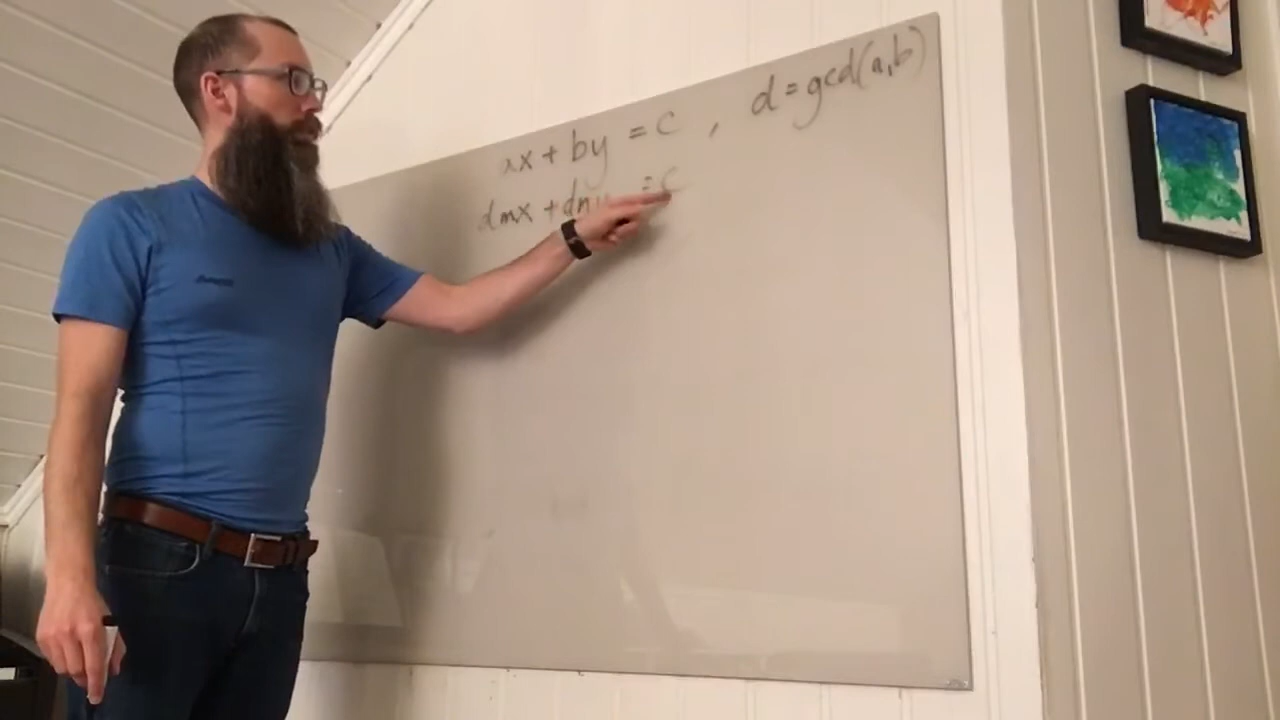 ax + by = c , d = gcd(a,b)
dmx + dny = c